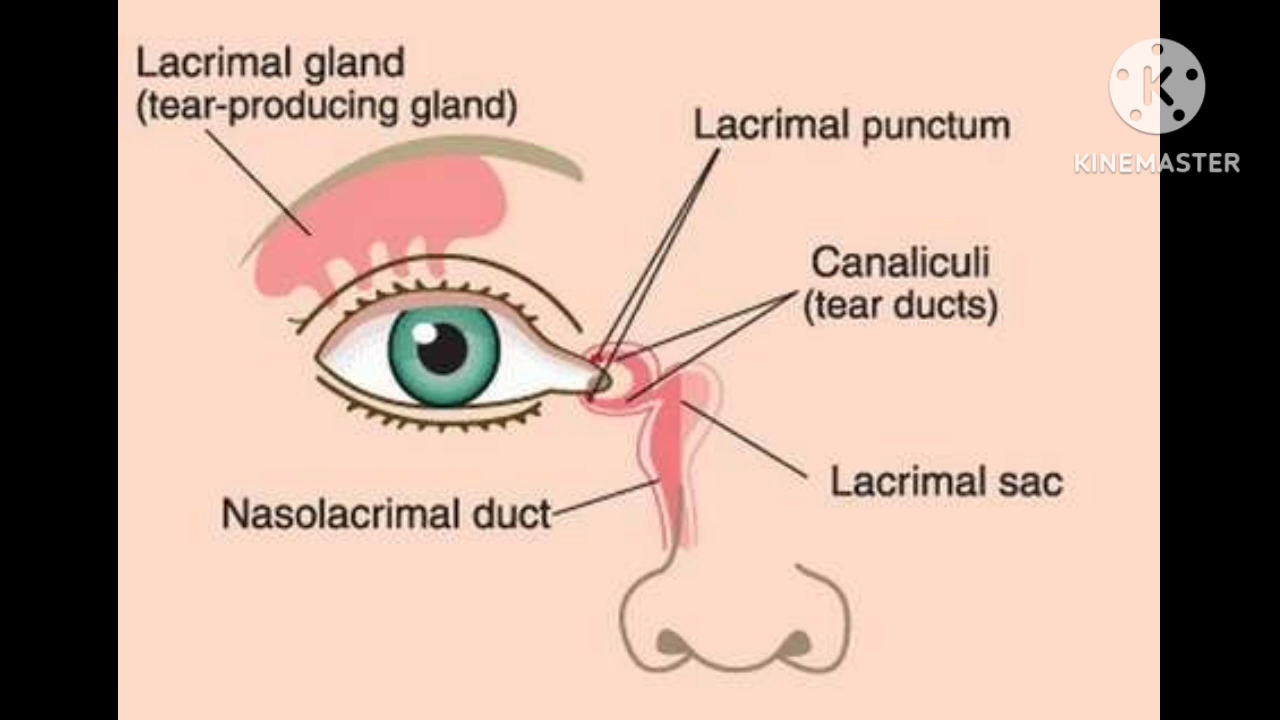 Lacrimal gland
(tear-producing gland)
Lacrimal punctum
K
KINEMASTER
Canaliculi
(tear ducts)
Lacrimal sac
Nasolacrimal duct